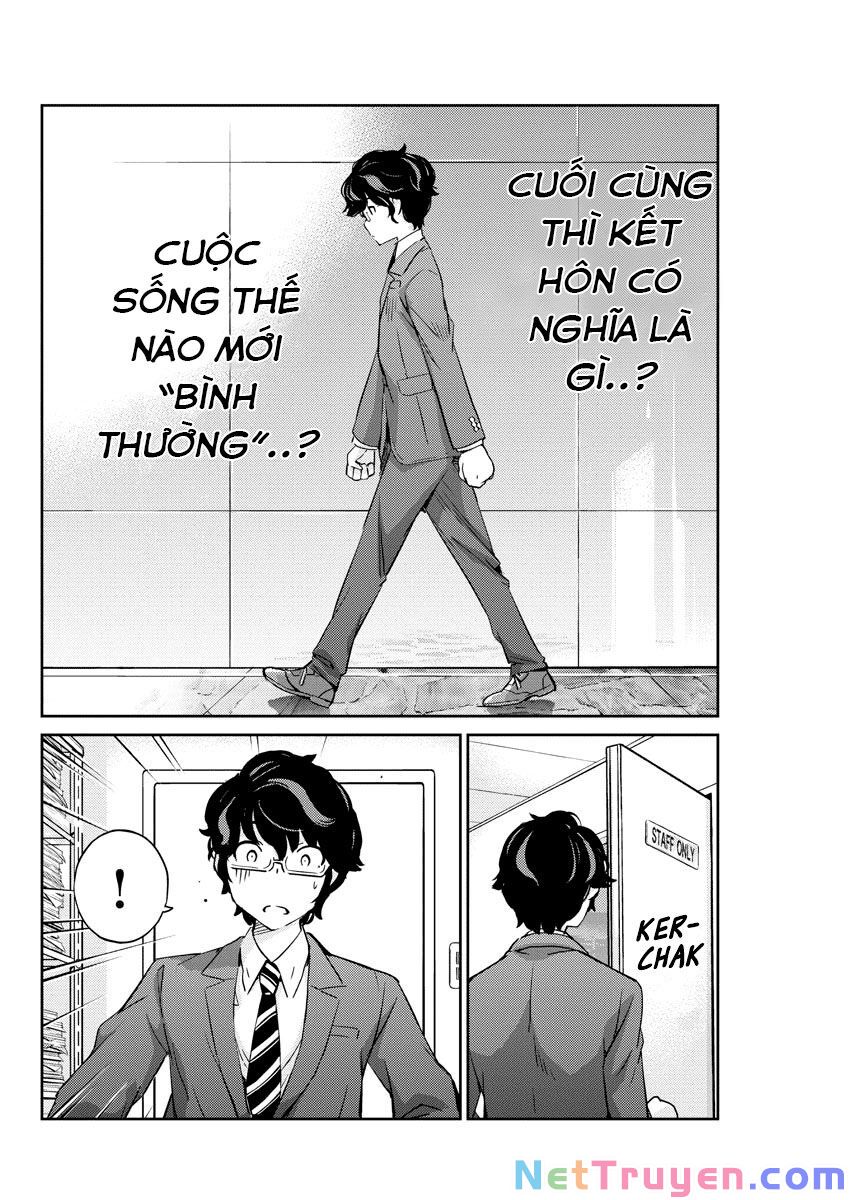 CUỐI CÙNG
THÌ KẾT
HÔN CÓ
NGHĨA LÀ
GÌ..?
CUỘC
SỐNG THẾ
NÀO MỚI
“BÌNH
THƯỜNG”..?
STAFF ONLY
KER-
CHAK
!
NetTruyen.com